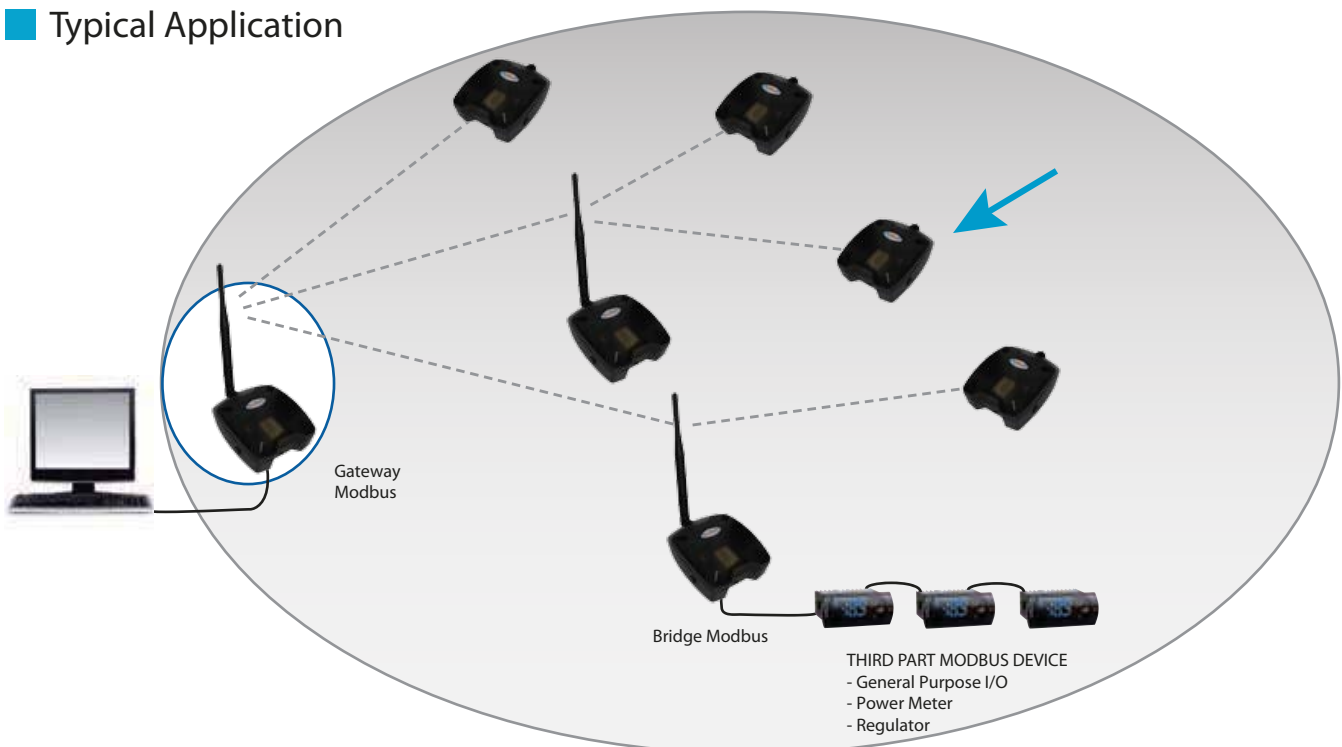 Typical Application
Gateway
Modbus
Bridge Modbus
THIRD PART MODBUS DEVICE
- General Purpose I/O
- Power Meter
- Regulator